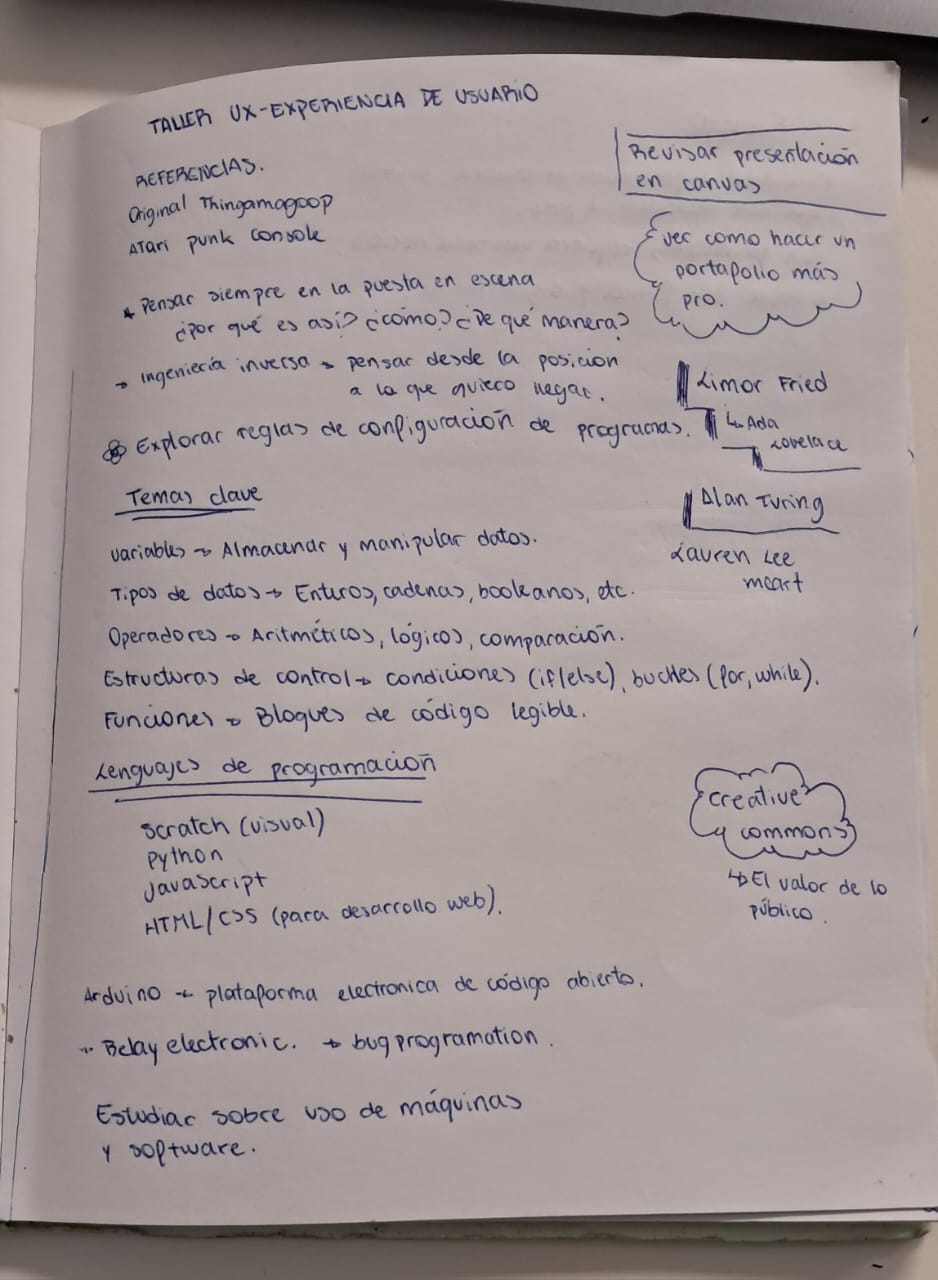 TALLER UX-EXPERIENCIA DE USUARIO
REFERENCIAS.
Original Thingamagoop
ATARI punk console
Revisar presentación
en canvas
ver como hacer un
portafolio más
pro.
* Pensar siempre en la puesta en escena
¿por qué es así? ¿cómo? ¿De qué manera?
→ Ingeniería inversa → pensar desde la posición
a la que quiero llegar.
Explorar reglas de configuración de programas.
Limor Fried
↳ Ada
Lovelace
Alan Turing
Lauren Lee
mcart
Temas clave
Variables → Almacenar y manipular datos.
Tipos de datos → Enteros, cadenas, booleanos, etc.
Operadores → Aritméticos, lógicos, comparación.
Estructuras de control → condiciones (if/else), bucles (for, while).
Funciones → Bloques de código legible.
Lenguajes de programación
Scratch (visual)
Python
Javascript
HTML/CSS (para desarrollo web).
creative
commons
↳ El valor de lo
público.
Arduino → plataforma electronica de código abierto.
Relay electronic. → bug programation.
Estudiar sobre uso de máquinas
y software.